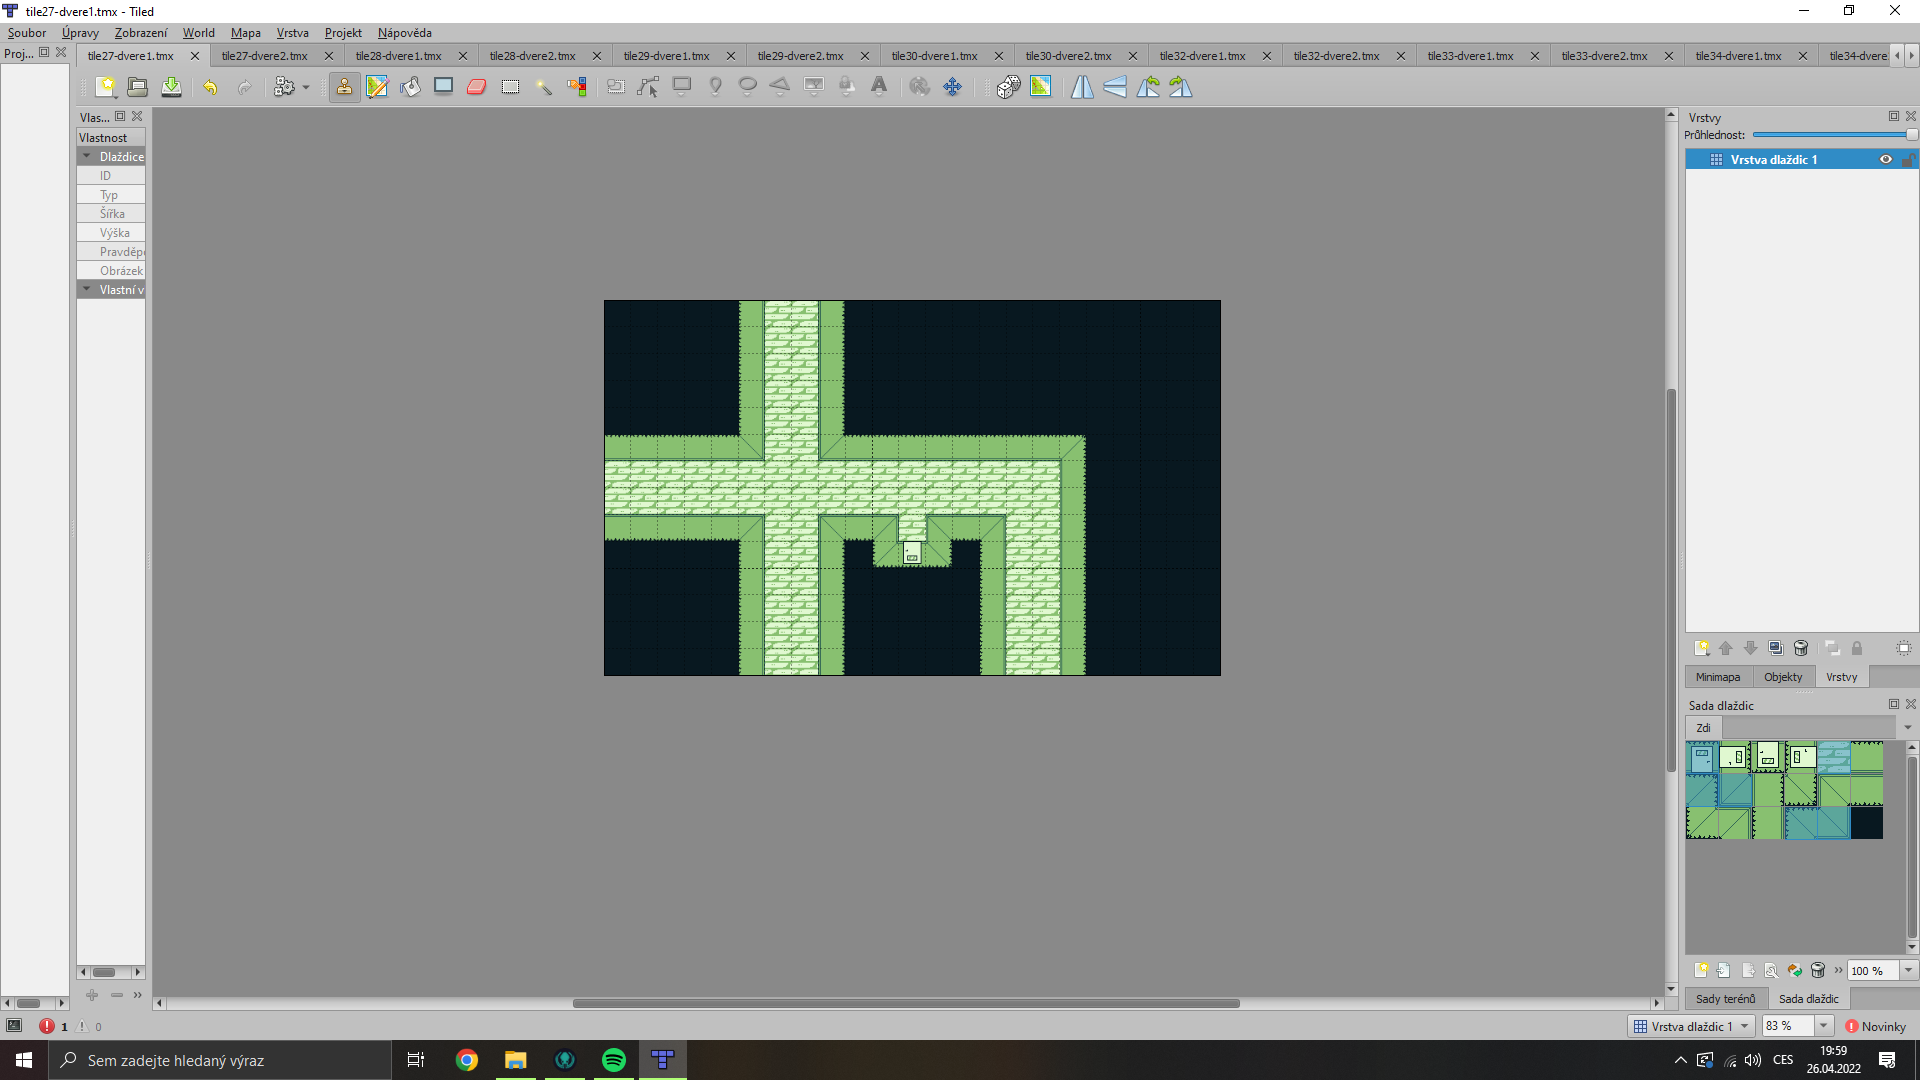 tile27-dvere1.tmx - Tiled
Soubor Úpravy Zobrazení World Mapa Vrstva Projekt Nápověda
Proj...
tile27-dvere1.tmx tile27-dvere2.tmx tile28-dvere1.tmx tile28-dvere2.tmx tile29-dvere1.tmx tile29-dvere2.tmx tile30-dvere1.tmx tile30-dvere2.tmx tile32-dvere1.tmx tile32-dvere2.tmx tile33-dvere1.tmx tile33-dvere2.tmx tile34-dvere1.tmx tile34-dvere
Vlas...
Vlastnost
Dlaždice
ID
Typ
Šířka
Výška
Pravděp
Obrázek
Vlastní v
Vrstvy
Průhlednost:
Vrstva dlaždic 1
Minimapa Objekty Vrstvy
Sada dlaždic
Zdi
100 %
Sady terénů Sada dlaždic
1 0
Vrstva dlaždic 1 83 % Novinky
Sem zadejte hledaný výraz
CES
19:59
26.04.2022